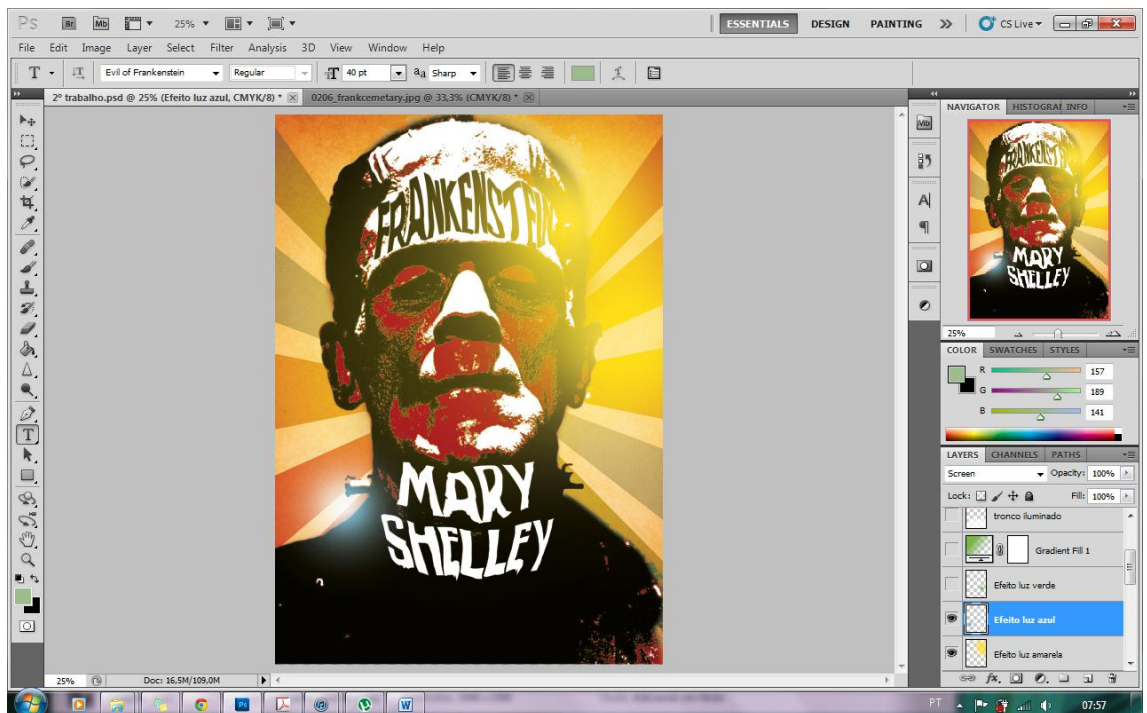 Ps Br Mb 25% ESSENTIALS DESIGN PAINTING CS Live
File Edit Image Layer Select Filter Analysis 3D View Window Help
T Evil of Frankenstein Regular 40 pt Sharp
2º trabalho.psd @ 25% (Efeito luz azul, CMYK/8) * 0206_frankcemetary.jpg @ 33,3% (CMYK/8) *
NAVIGATOR HISTOGRAI INFO
FRANKENSTEIN
MARY
SHELLEY
FRANKENSTEIN
MARY
SHELLEY
25%
COLOR SWATCHES STYLES
R 157
G 189
B 141
LAYERS CHANNELS PATHS
Screen Opacity: 100%
Lock: Fill: 100%
tronco iluminado
Gradient Fill 1
Efeito luz verde
Efeito luz azul
Efeito luz amarela
25% Doc: 16,5M/109,0M
PT 07:57